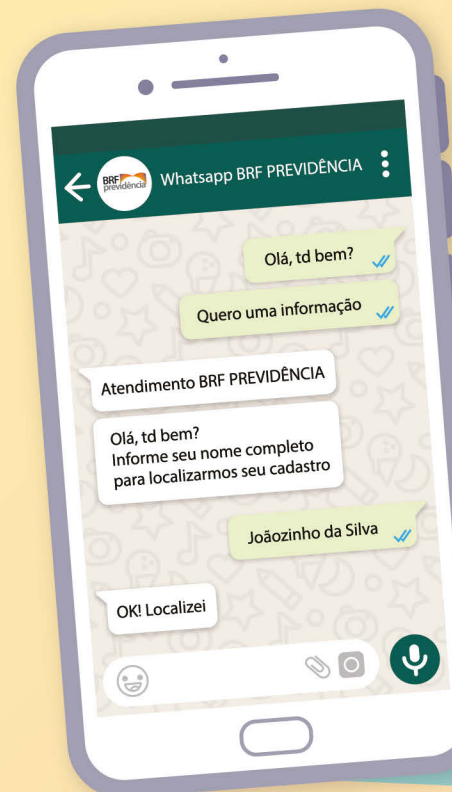 BRF
previdência
Whatsapp BRF PREVIDÊNCIA
Olá, td bem?
Quero uma informação
Atendimento BRF PREVIDÊNCIA
Olá, td bem?
Informe seu nome completo
para localizarmos seu cadastro
Joãozinho da Silva
OK! Localizei